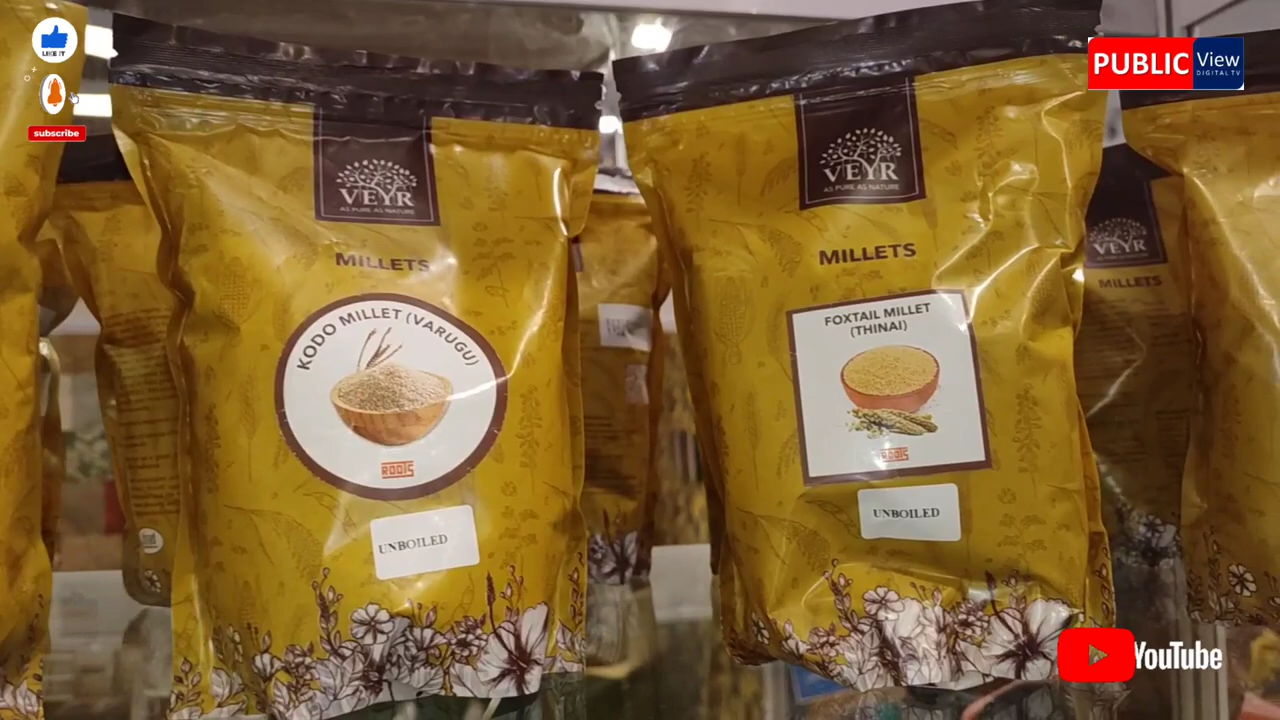 LIKE IT
subscribe
PUBLIC View
DIGITAL TV
VEYR
AS PURE AS NATURE
MILLETS
KODO MILLET (VARUGU)
ROOTS
UNBOILED
VEYR
AS PURE AS NATURE
MILLETS
FOXTAIL MILLET
(THINAI)
ROOTS
UNBOILED
VEYR
MILLETS
YouTube